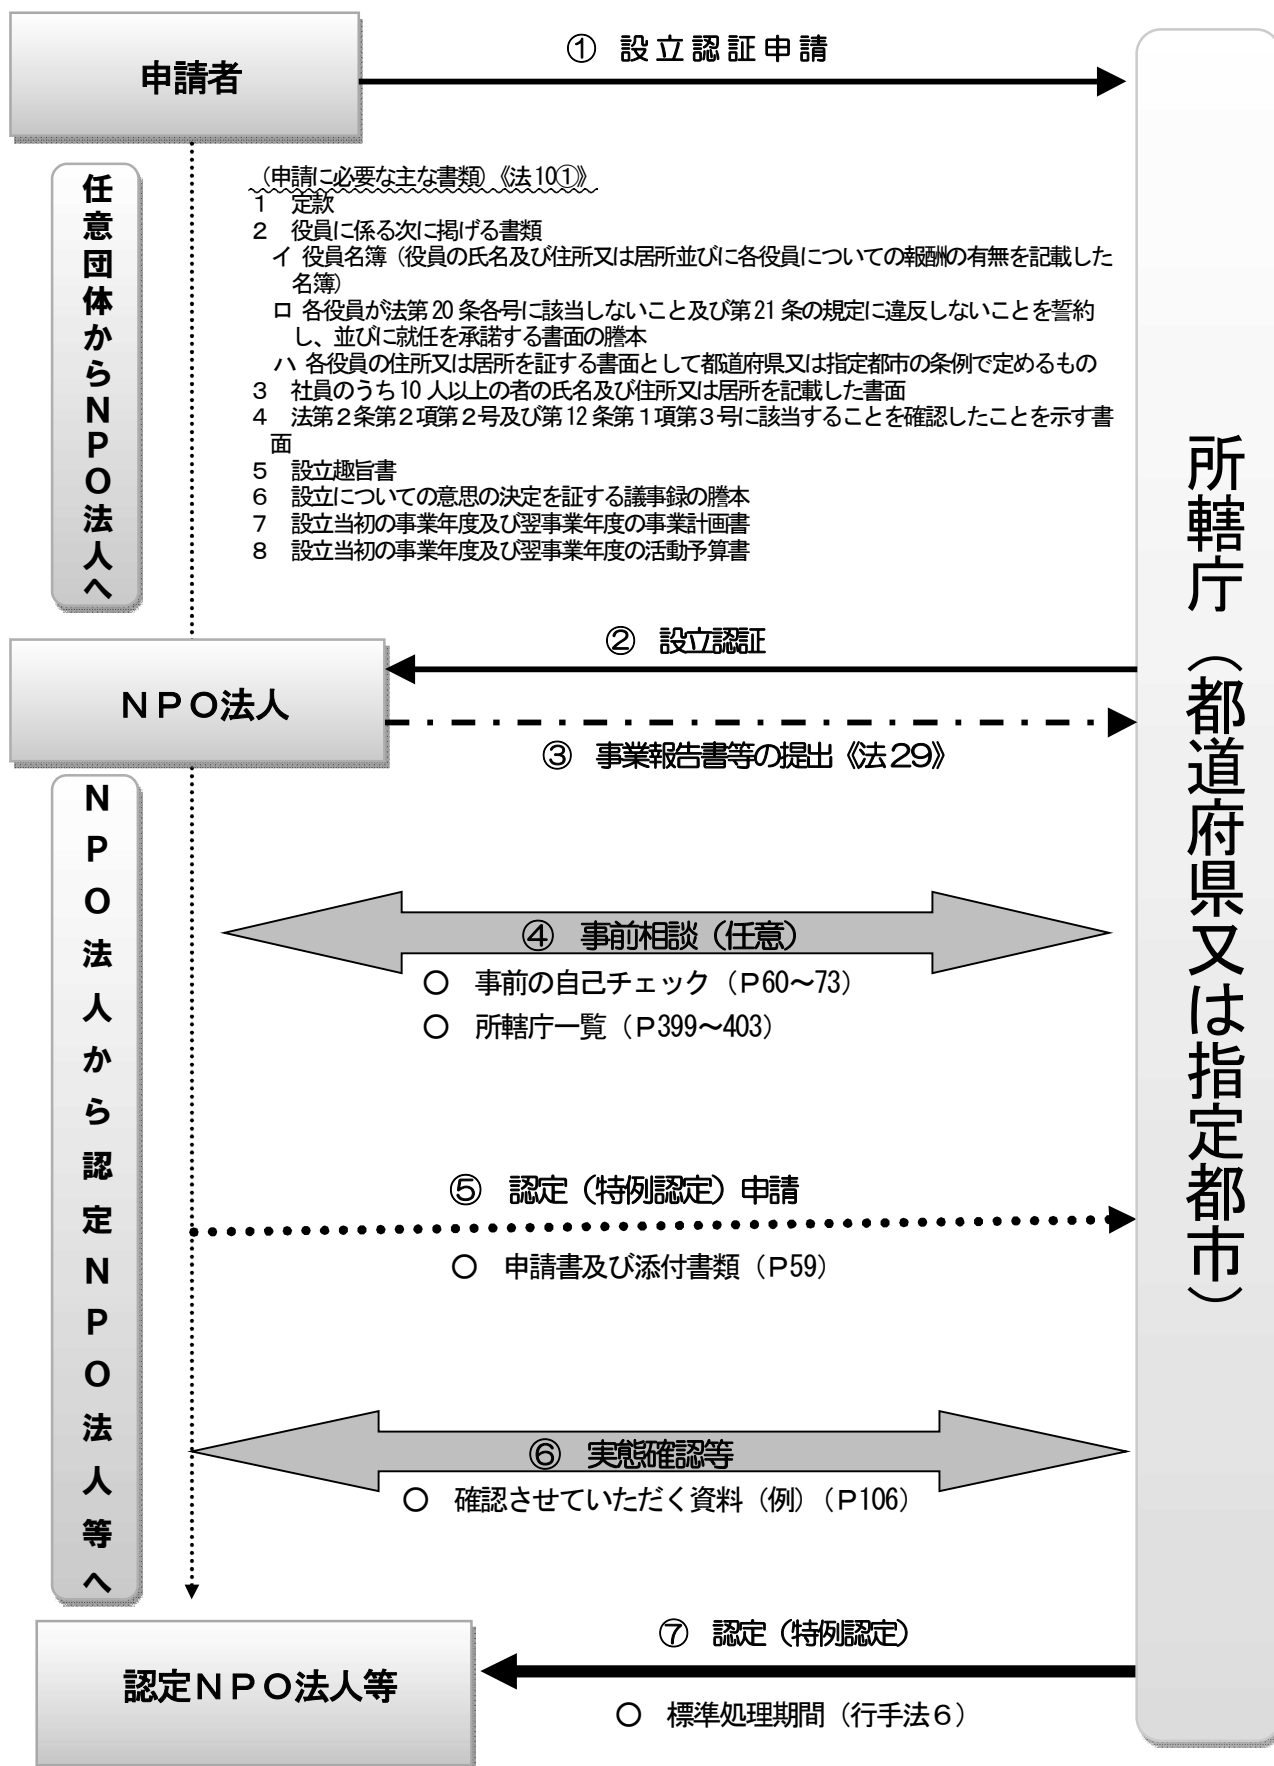 申請者
① 設立認証申請
任意団体からNPO法人へ
(申請に必要な主な書類)《法10①》
1 定款
2 役員に係る次に掲げる書類
イ 役員名簿(役員の氏名及び住所又は居所並びに各役員についての報酬の有無を記載した
名簿)
ロ 各役員が法第20条各号に該当しないこと及び第21条の規定に違反しないことを誓約
し、並びに就任を承諾する書面の謄本
ハ 各役員の住所又は居所を証する書面として都道府県又は指定都市の条例で定めるもの
3 社員のうち10人以上の者の氏名及び住所又は居所を記載した書面
4 法第2条第2項第2号及び第12条第1項第3号に該当することを確認したことを示す書
面
5 設立趣旨書
6 設立についての意思の決定を証する議事録の謄本
7 設立当初の事業年度及び翌事業年度の事業計画書
8 設立当初の事業年度及び翌事業年度の活動予算書
② 設立認証
NPO法人
③ 事業報告書等の提出《法29》
NPO法人から認定NPO法人等へ
④ 事前相談(任意)
○ 事前の自己チェック(P60~73)
○ 所轄庁一覧(P399~403)
⑤ 認定(特例認定)申請
○ 申請書及び添付書類(P59)
⑥ 実態確認等
○ 確認させていただく資料(例)(P106)
⑦ 認定(特例認定)
認定NPO法人等
○ 標準処理期間(行手法6)
所轄庁(都道府県又は指定都市)